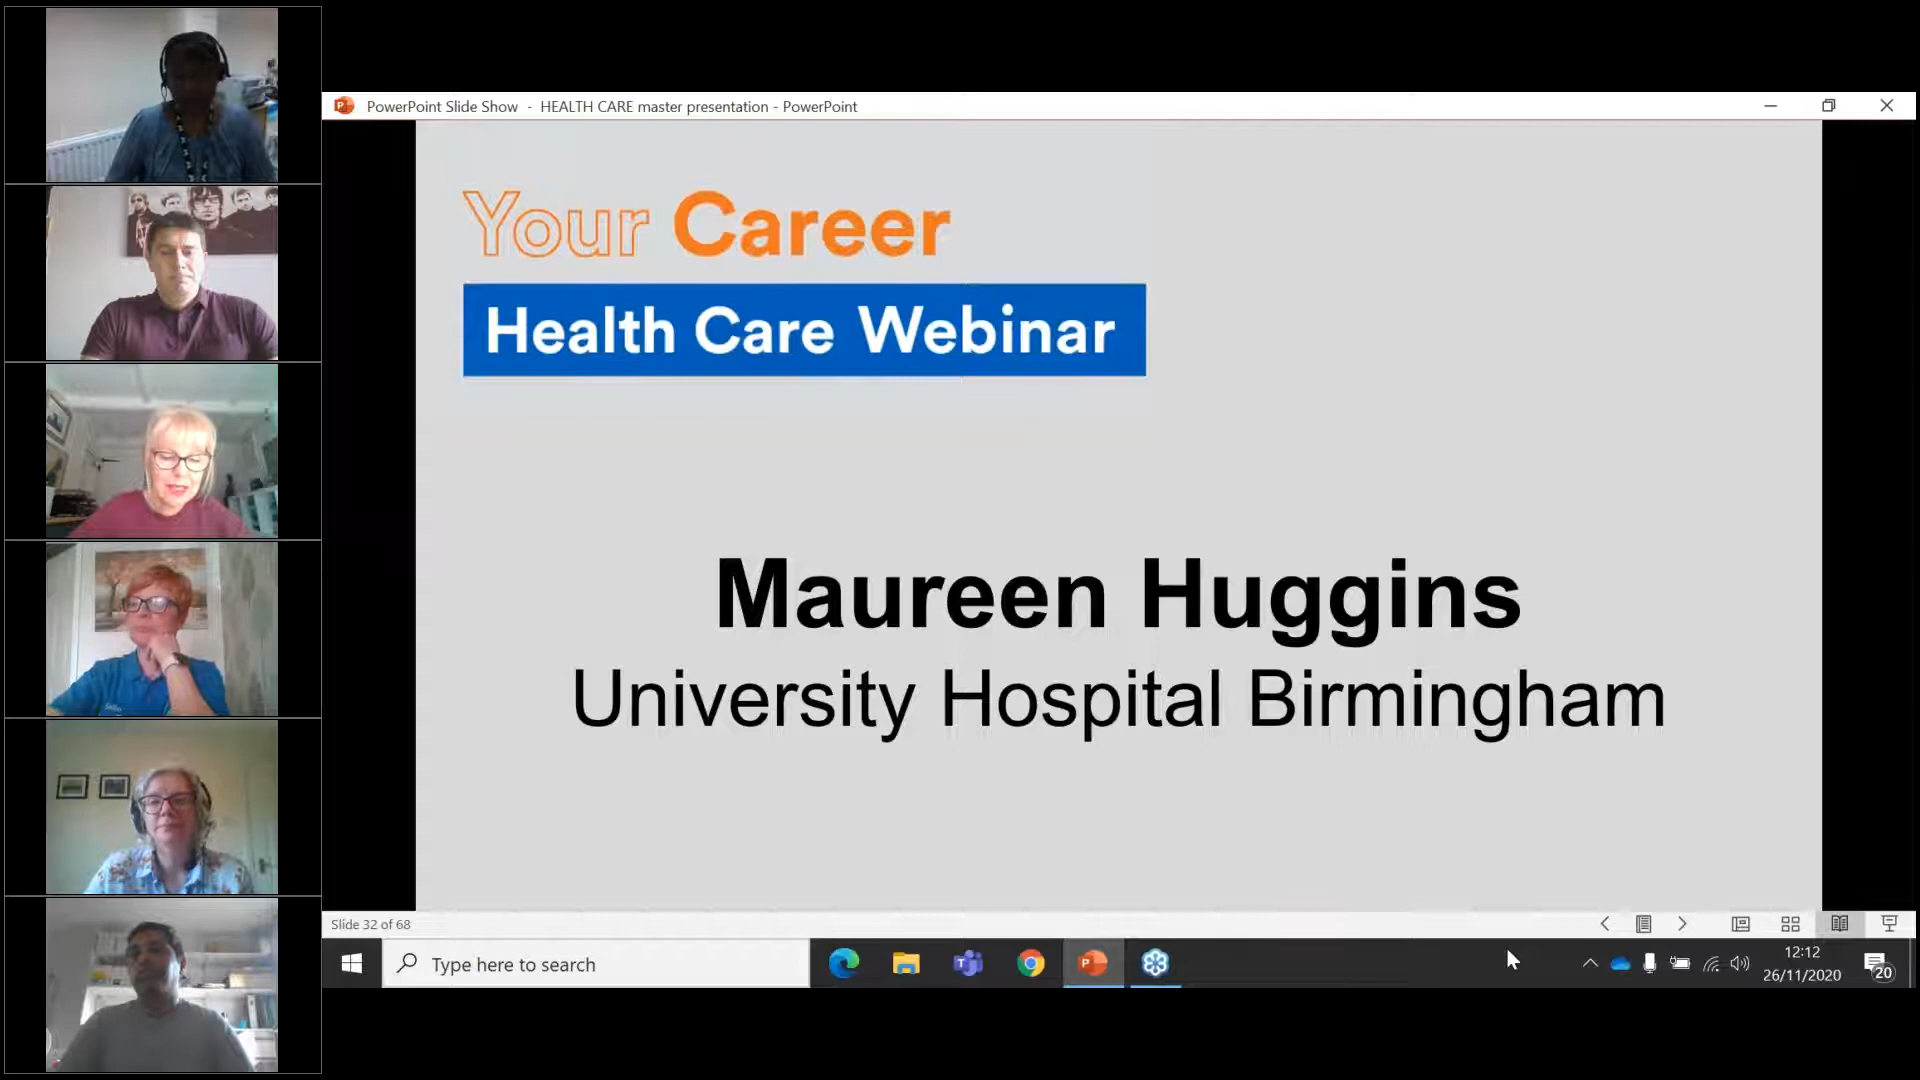 PowerPoint Slide Show - HEALTH CARE master presentation - PowerPoint
Your Career
Health Care Webinar
Maureen Huggins
University Hospital Birmingham
Slide 32 of 68
Type here to search
12:12
26/11/2020
20